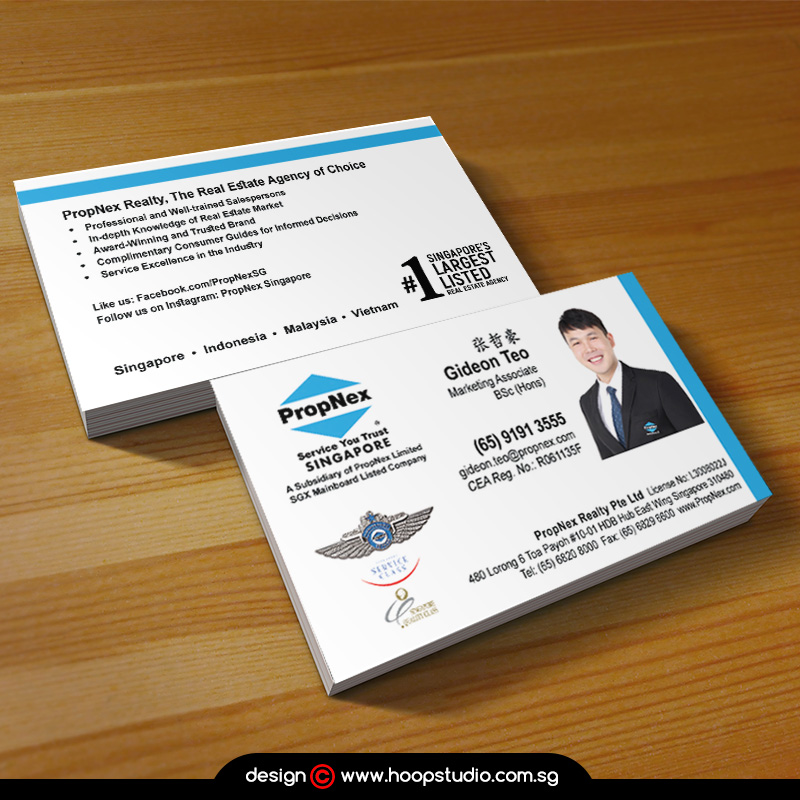 PropNex Realty, The Real Estate Agency of Choice
• Professional and Well-trained Salespersons
• In-depth Knowledge of Real Estate Market
• Award-Winning and Trusted Brand
• Complimentary Consumer Guides for Informed Decisions
• Service Excellence in the Industry
Like us: Facebook.com/PropNexSG
Follow us on Instagram: PropNex Singapore
#1 SINGAPORE'S
LARGEST
LISTED
REAL ESTATE AGENCY
Singapore • Indonesia • Malaysia • Vietnam
PropNex
®
Service You Trust
SINGAPORE
A Subsidiary of PropNex Limited
SGX Mainboard Listed Company
SERVICE
CLASS
SINGAPORE
QUALITY CLASS
张哲豪
Gideon Teo
Marketing Associate
BSc (Hons)
(65) 9191 3555
gideon.teo@propnex.com
CEA Reg. No.: R061135F
PropNex Realty Pte Ltd License No: L3008022J
480 Lorong 6 Toa Payoh #10-01 HDB Hub East Wing Singapore 310480
Tel: (65) 6820 8000 Fax: (65) 6829 6600 www.PropNex.com
design © www.hoopstudio.com.sg